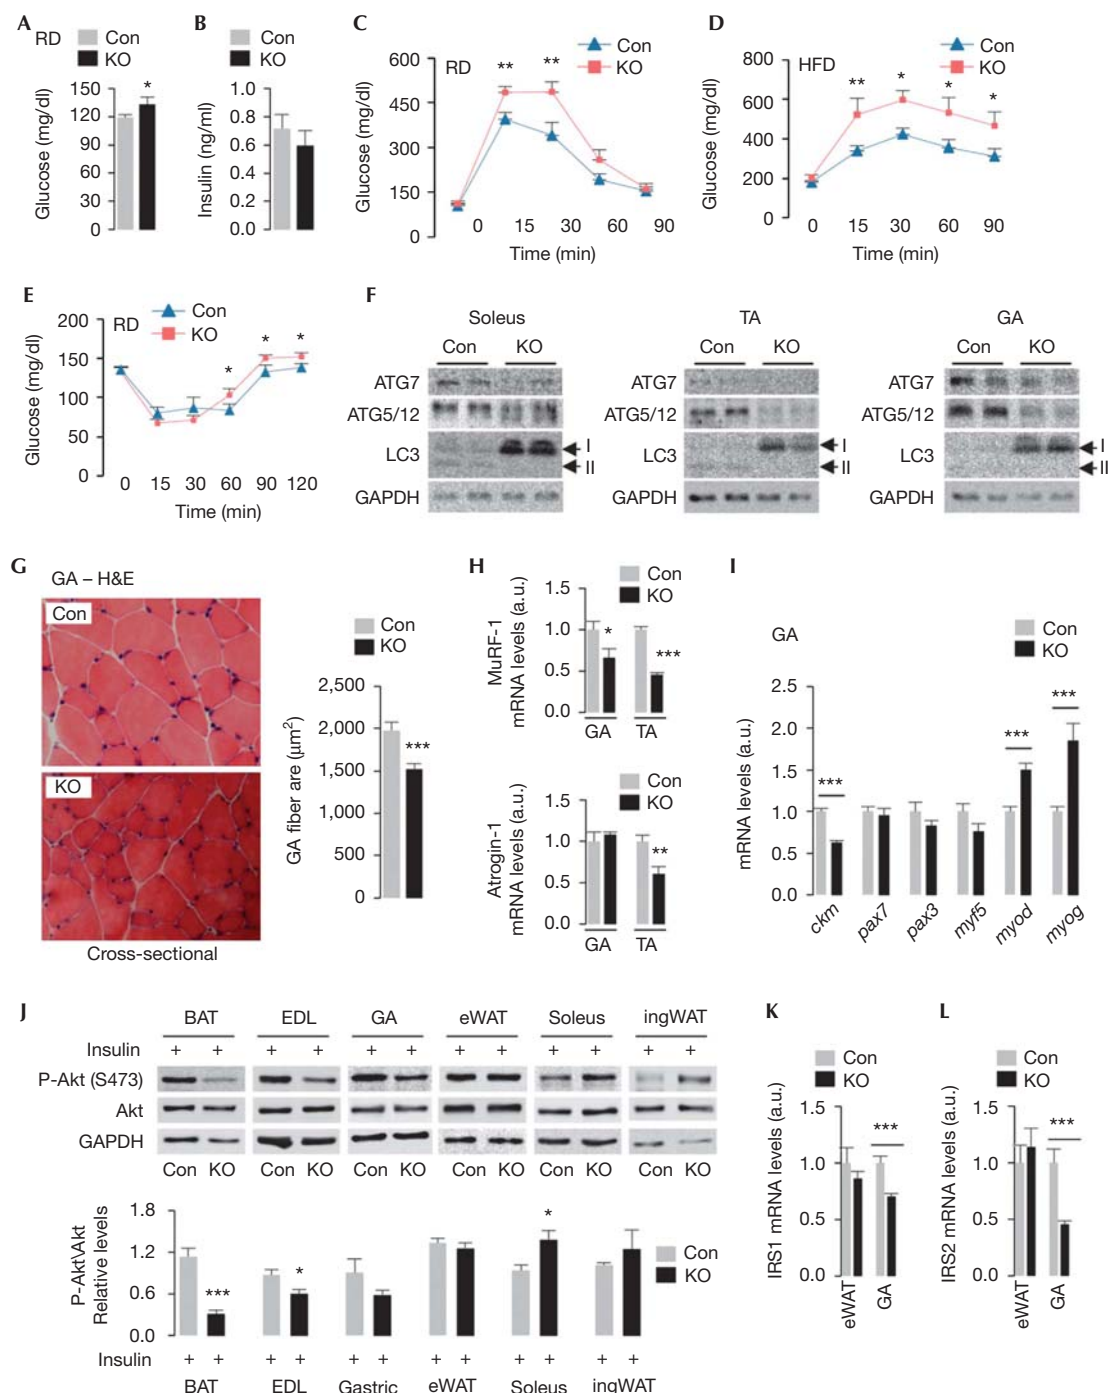 A
RD
Con
KO
Glucose (mg/dl)
150
120
90
60
30
0
*
B
Con
KO
Insulin (ng/ml)
1.0
0.8
0.6
0.4
0.2
0.0
C
RD
Con
KO
Glucose (mg/dl)
600
450
300
150
0
** **
0 15 30 60 90
Time (min)
D
HFD
Con
KO
Glucose (mg/dl)
800
600
400
200
0
** * * *
0 15 30 60 90
Time (min)
E
RD
Con
KO
Glucose (mg/dl)
200
150
100
50
0
* * *
0 15 30 60 90 120
Time (min)
F
Soleus
Con KO
ATG7
ATG5/12
LC3
I
II
GAPDH
TA
Con KO
ATG7
ATG5/12
LC3
I
II
GAPDH
GA
Con KO
ATG7
ATG5/12
LC3
I
II
GAPDH
G
GA – H&E
Con
KO
Cross-sectional
Con
KO
GA fiber are (μm²)
2,500
2,000
1,500
1,000
500
0
***
H
Con
KO
MuRF-1
mRNA levels (a.u.)
1.5
1.0
0.5
0.0
* ***
GA TA
Con
KO
Atrogin-1
mRNA levels (a.u.)
1.5
1.0
0.5
0.0
**
GA TA
I
GA
Con
KO
mRNA levels (a.u.)
2.5
2.0
1.5
1.0
0.5
0.0
*** *** ***
ckm pax7 pax3 myf5 myod myog
J
BAT EDL GA eWAT Soleus ingWAT
Insulin + + + + + + + + + + + +
P-Akt (S473)
Akt
GAPDH
Con KO Con KO Con KO Con KO Con KO Con KO
P-Akt\Akt
Relative levels
1.8
1.2
0.6
0.0
*** * *
Con
KO
Insulin + + + + + + + + + + + +
BAT EDL Gastric eWAT Soleus ingWAT
K
Con
KO
IRS1 mRNA levels (a.u.)
1.5
1.0
0.5
0.0
***
eWAT GA
L
Con
KO
IRS2 mRNA levels (a.u.)
1.5
1.0
0.5
0.0
***
eWAT GA